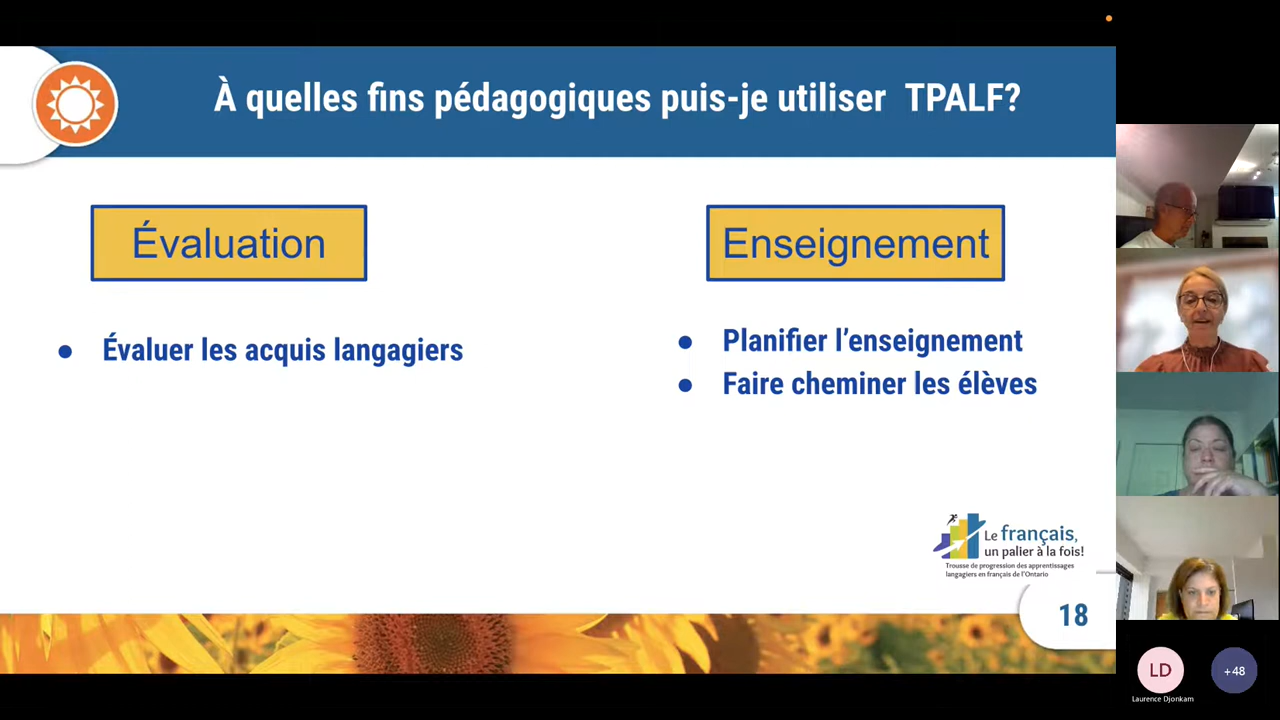 À quelles fins pédagogiques puis-je utiliser TPALF?
Évaluation
Enseignement
● Évaluer les acquis langagiers
● Planifier l’enseignement
● Faire cheminer les élèves
Le français,
un palier à la fois!
Trousse de progression des apprentissages
langagiers en français de l'Ontario
18
LD
+48
Laurence Djonkam